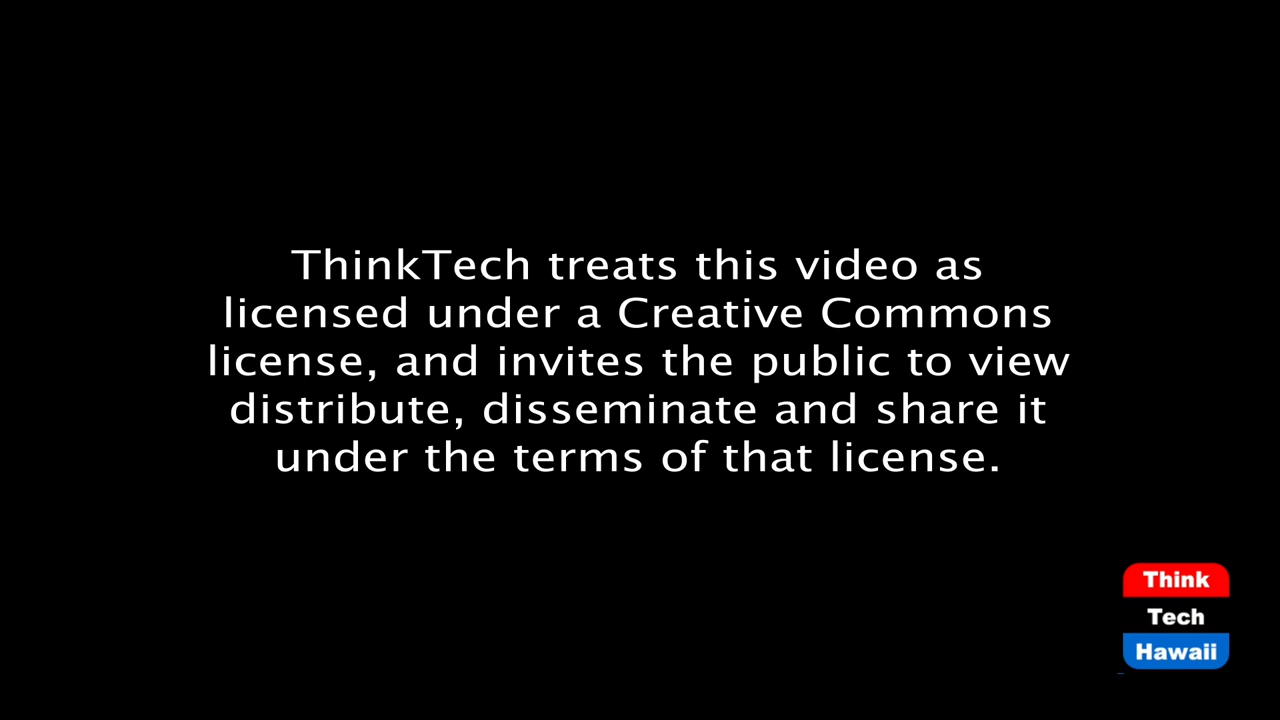 ThinkTech treats this video as
licensed under a Creative Commons
license, and invites the public to view
distribute, disseminate and share it
under the terms of that license.
Think
Tech
Hawaii